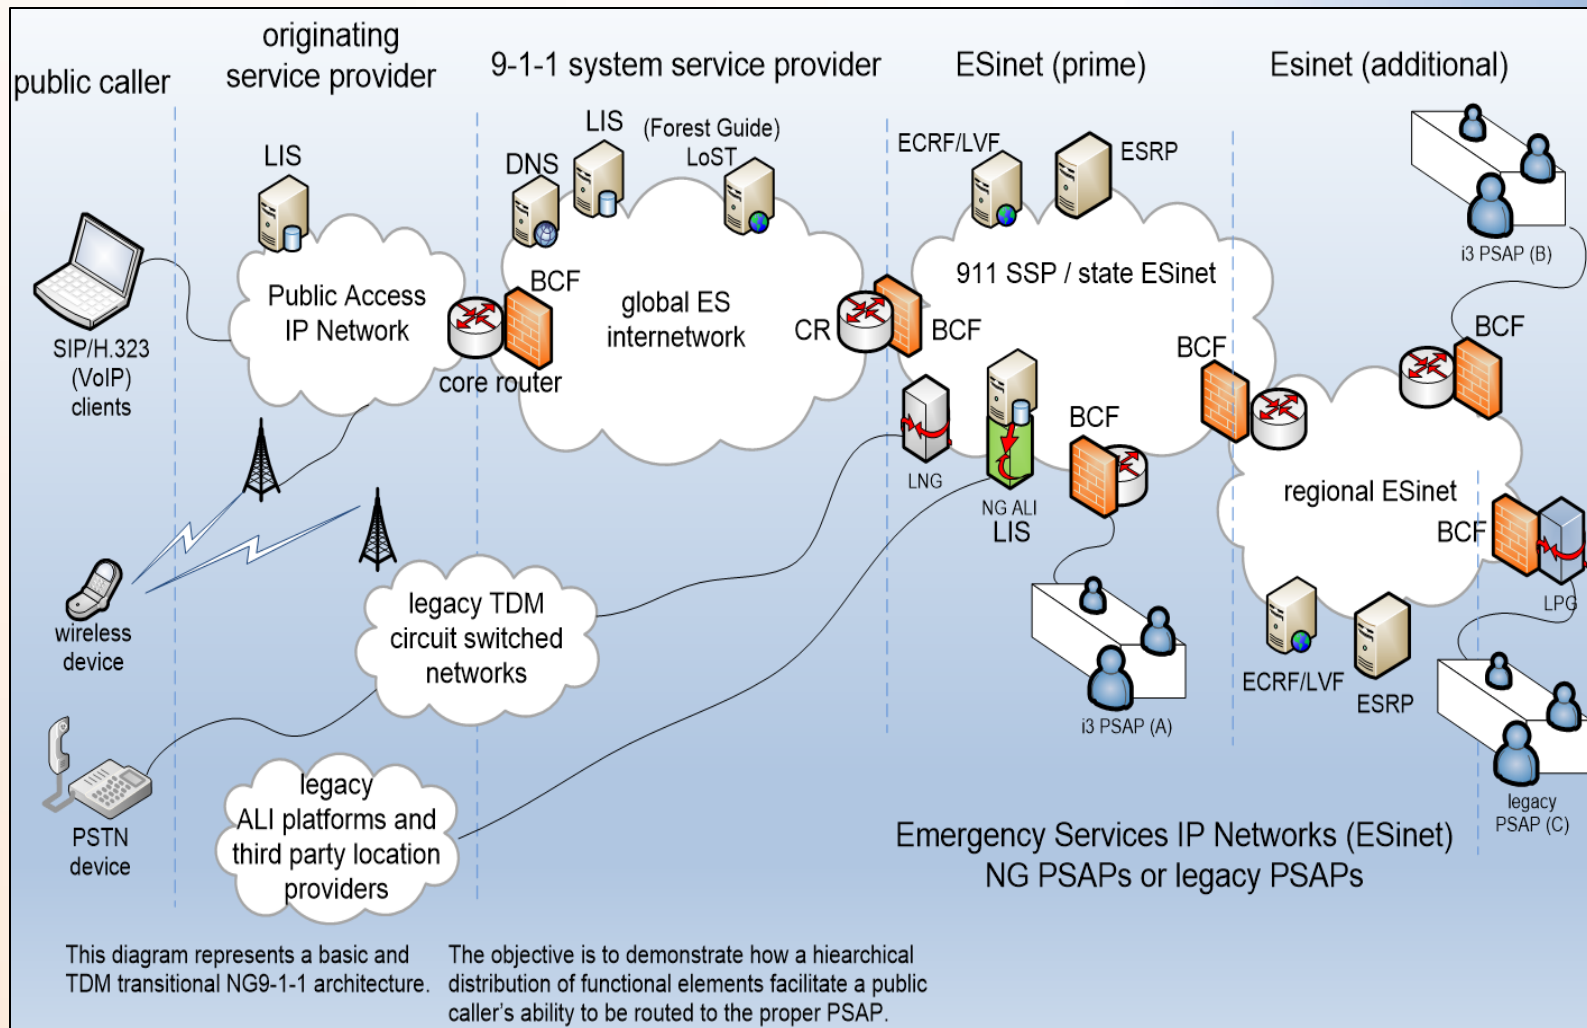 public caller
originating
service provider
9-1-1 system service provider
ESinet (prime)
Esinet (additional)
LIS
LIS
(Forest Guide)
LoST
DNS
ECRF/LVF
ESRP
i3 PSAP (B)
SIP/H.323
(VoIP)
clients
Public Access
IP Network
core router
BCF
global ES
internetwork
CR
BCF
911 SSP / state ESinet
BCF
BCF
LNG
NG ALI
LIS
BCF
regional ESinet
BCF
LPG
wireless
device
legacy TDM
circuit switched
networks
i3 PSAP (A)
ECRF/LVF
ESRP
legacy
PSAP (C)
PSTN
device
legacy
ALI platforms and
third party location
providers
Emergency Services IP Networks (ESinet)
NG PSAPs or legacy PSAPs
This diagram represents a basic and
TDM transitional NG9-1-1 architecture.
The objective is to demonstrate how a hiearchical
distribution of functional elements facilitate a public
caller's ability to be routed to the proper PSAP.